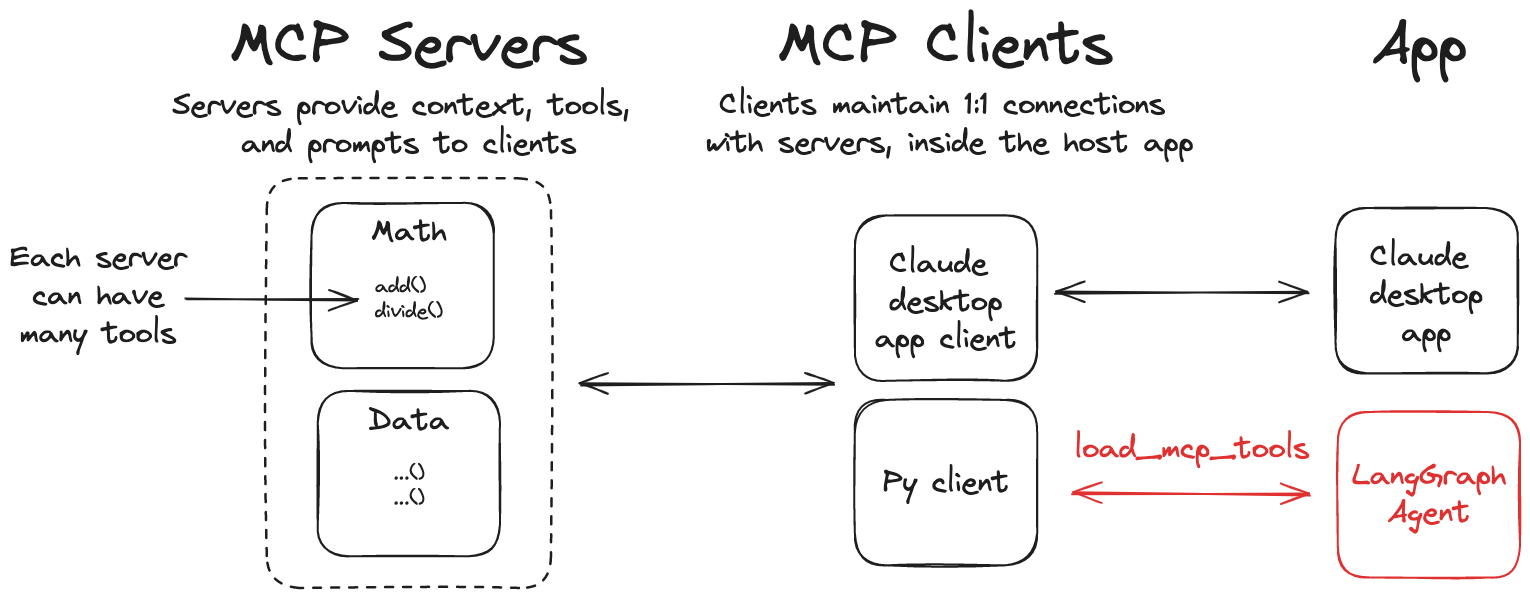 MCP Servers
Servers provide context, tools,
and prompts to clients
MCP Clients
Clients maintain 1:1 connections
with servers, inside the host app
App
Each server
can have
many tools
Math
add()
divide()
Data
...()
...()
Claude
desktop
app client
Py client
load_mcp_tools
Claude
desktop
app
LangGraph
Agent